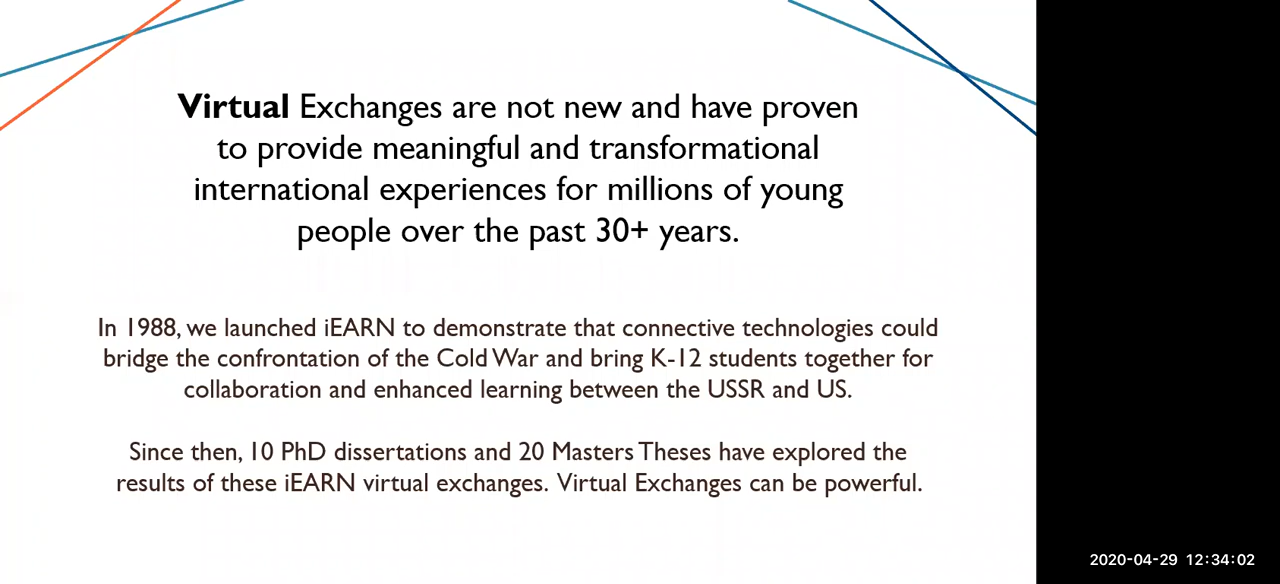 Virtual Exchanges are not new and have proven
to provide meaningful and transformational
international experiences for millions of young
people over the past 30+ years.
In 1988, we launched iEARN to demonstrate that connective technologies could
bridge the confrontation of the Cold War and bring K-12 students together for
collaboration and enhanced learning between the USSR and US.
Since then, 10 PhD dissertations and 20 Masters Theses have explored the
results of these iEARN virtual exchanges. Virtual Exchanges can be powerful.
2020-04-29 12:34:02